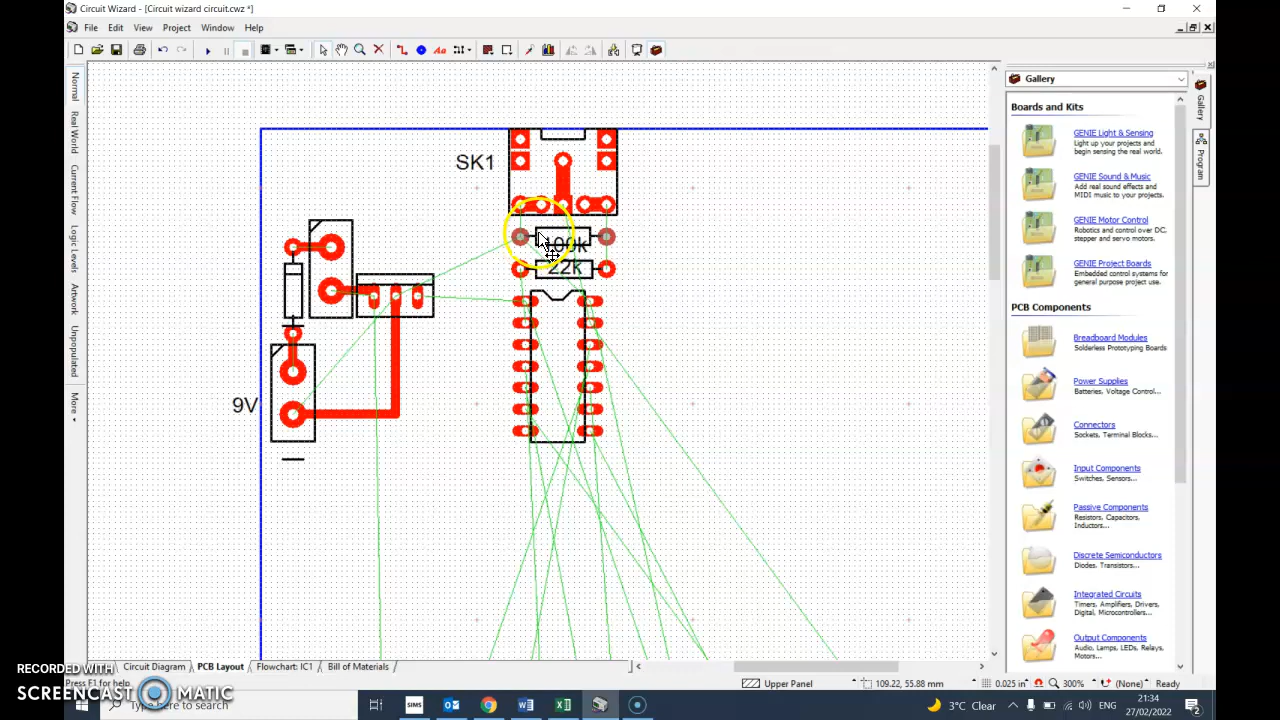 Circuit Wizard - [Circuit wizard circuit.cwz *]
File Edit View Project Window Help
Aa
Normal
Real World
Current Flow
Logic Levels
Artwork
Unpopulated
More
SK1
100k
22k
9V
Gallery
Boards and Kits
GENIE Light & Sensing
Light up your projects and
begin sensing the real world.
GENIE Sound & Music
Add real sound effects and
MIDI music to your projects.
GENIE Motor Control
Robotics and control over DC,
stepper and servo motors.
GENIE Project Boards
Embedded control systems for
general purpose project use.
PCB Components
Breadboard Modules
Solderless Prototyping Boards
Power Supplies
Batteries, Voltage Control...
Connectors
Sockets, Terminal Blocks...
Input Components
Switches, Sensors...
Passive Components
Resistors, Capacitors,
Inductors...
Discrete Semiconductors
Diodes, Transistors...
Integrated Circuits
Timers, Amplifiers, Drivers,
Digital, Microcontrollers...
Output Components
Audio, Lamps, LEDs, Relays,
Motors...
Gallery
Program
Circuit Diagram PCB Layout Flowchart: IC1 Bill of Materials
Press F1 for help. Upper Panel 109.22, 55.88 mm 0.025 in 300% (None) Ready
RECORDED WITH
SCREENCAST MATIC
Type here to search
SIMS
3°C Clear ENG
21:34
27/02/2022
2